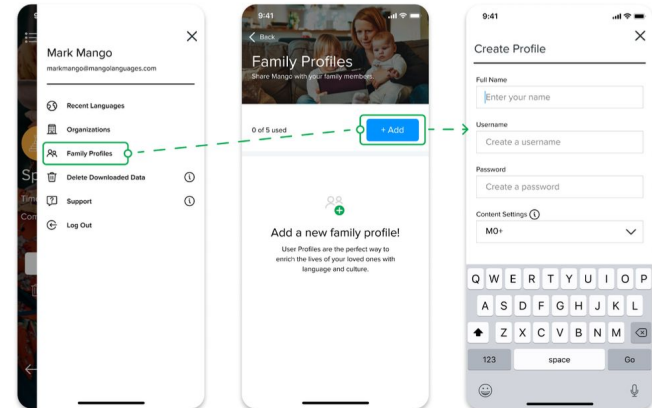 Mark Mango
markmango@mangolanguages.com
Recent Languages
Organizations
Family Profiles
Delete Downloaded Data
Support
Log Out
9:41
Back
Family Profiles
Share Mango with your family members.
0 of 5 used
+ Add
Add a new family profile!
User Profiles are the perfect way to
enrich the lives of your loved ones with
language and culture.
9:41
Create Profile
Full Name
Enter your name
Username
Create a username
Password
Create a password
Content Settings
M0+
Q W E R T Y U I O P
A S D F G H J K L
Z X C V B N M
123 space Go